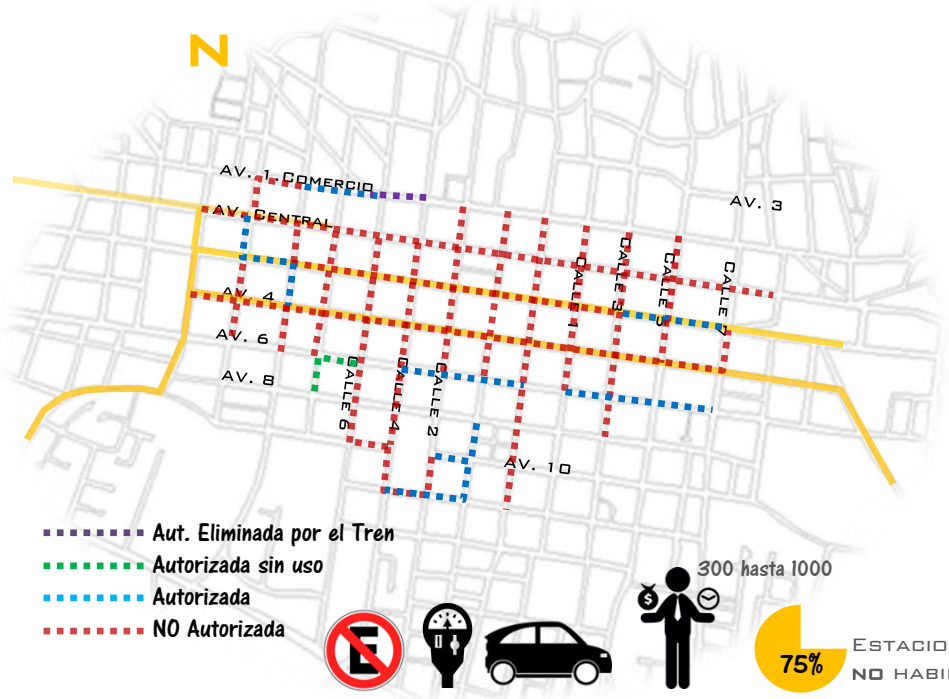 N
AV. 1. COMERCIO
AV. 3
AV. CENTRAL
CALLE 1
CALLE 3
CALLE 5
CALLE 7
AV. 4
AV. 6
AV. 8
CALLE 6
CALLE 4
CALLE 2
AV. 10
Aut. Eliminada por el Tren
Autorizada sin uso
Autorizada
NO Autorizada
E
$
300 hasta 1000
75%
ESTACIO
NO HABI